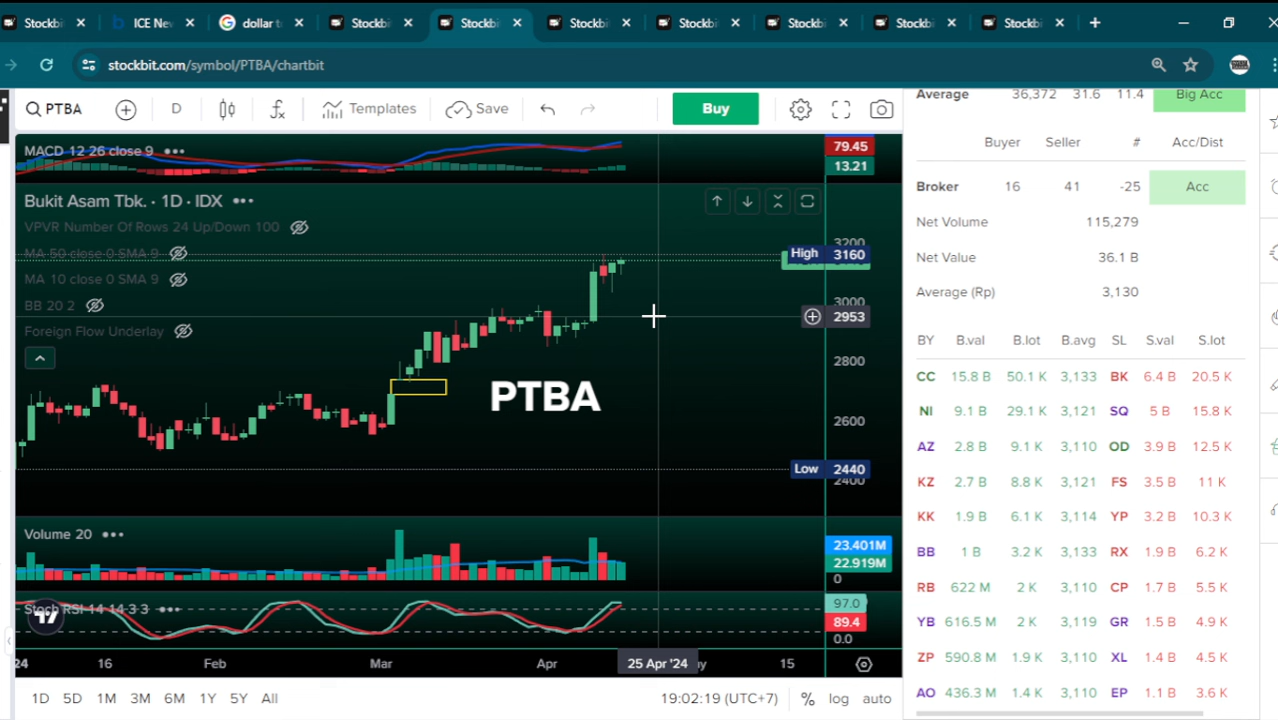 Stockbi
ICE Nev
dollar t
Stockbi
Stockbi
Stockbi
Stockbi
Stockbi
Stockbi
Stockbi
stockbit.com/symbol/PTBA/chartbit
PTBA
D
Templates
Save
Buy
MACD 12 26 close 9
79.45
13.21
Bukit Asam Tbk. · 1D · IDX
VPVR Number Of Rows 24 Up/Down 100
MA 50 close 0 SMA 9
MA 10 close 0 SMA 9
BB 20 2
Foreign Flow Underlay
3200
High 3160
3000
2953
2800
2600
Low 2440
2400
PTBA
Volume 20
23.401M
22.919M
0
Stoch RSI 14 14 3 3
97.0
89.4
0.0
24 16 Feb Mar Apr 25 Apr '24 y 15
1D 5D 1M 3M 6M 1Y 5Y All
19:02:19 (UTC+7) % log auto
Average 36,372 31.6 11.4 Big Acc
Buyer Seller # Acc/Dist
Broker 16 41 -25 Acc
Net Volume 115,279
Net Value 36.1 B
Average (Rp) 3,130
BY B.val B.lot B.avg SL S.val S.lot
CC 15.8 B 50.1 K 3,133 BK 6.4 B 20.5 K
NI 9.1 B 29.1 K 3,121 SQ 5 B 15.8 K
AZ 2.8 B 9.1 K 3,110 OD 3.9 B 12.5 K
KZ 2.7 B 8.8 K 3,121 FS 3.5 B 11 K
KK 1.9 B 6.1 K 3,114 YP 3.2 B 10.3 K
BB 1 B 3.2 K 3,133 RX 1.9 B 6.2 K
RB 622 M 2 K 3,110 CP 1.7 B 5.5 K
YB 616.5 M 2 K 3,119 GR 1.5 B 4.9 K
ZP 590.8 M 1.9 K 3,110 XL 1.4 B 4.5 K
AO 436.3 M 1.4 K 3,110 EP 1.1 B 3.6 K